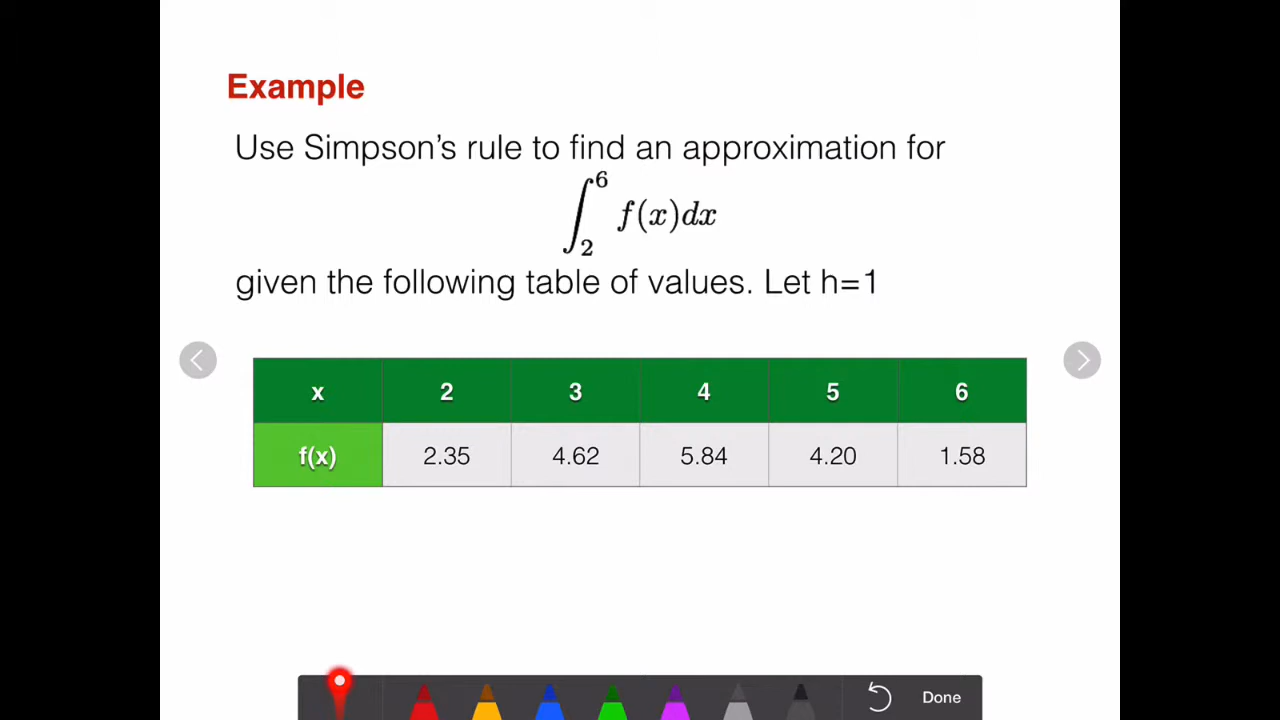 Example
Use Simpson's rule to find an approximation for
∫₂⁶ f(x)dx
given the following table of values. Let h=1
x 2 3 4 5 6
f(x) 2.35 4.62 5.84 4.20 1.58
Done